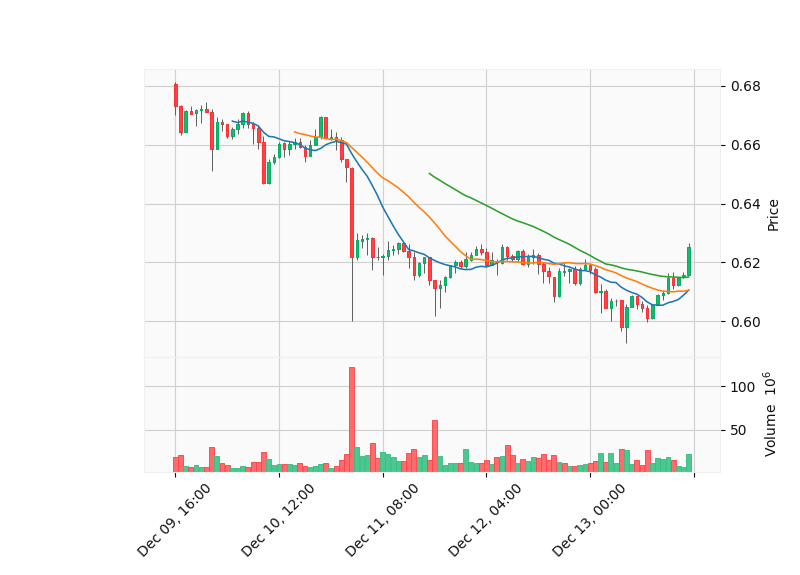 0.68
0.66
0.64
0.62
0.60
Price
100
50
Volume 10^6
Dec 09, 16:00
Dec 10, 12:00
Dec 11, 08:00
Dec 12, 04:00
Dec 13, 00:00